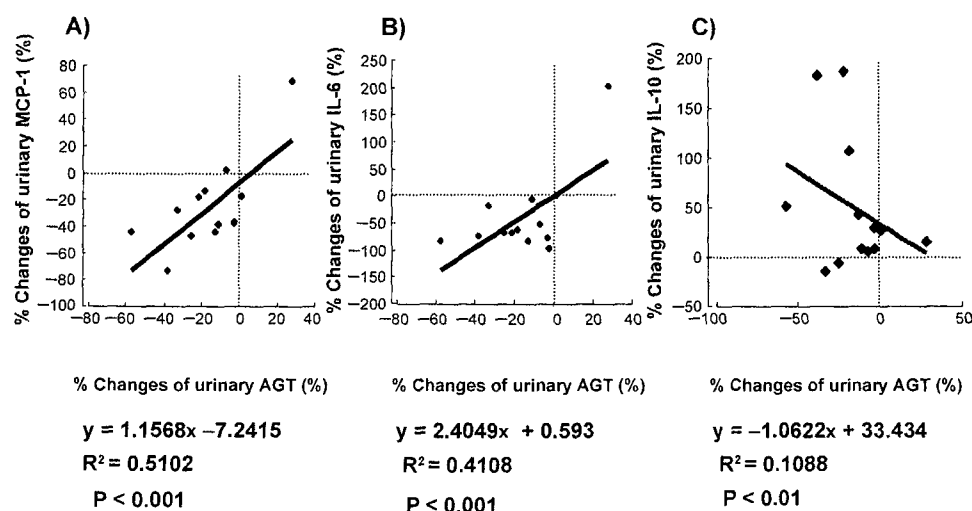 A)
B)
C)
% Changes of urinary MCP-1 (%)
80
60
40
20
0
−20
−40
−60
−80
−100
−80 −60 −40 −20 0 20 40
% Changes of urinary IL-6 (%)
250
200
150
100
50
0
−50
−100
−150
−200
−80 −60 −40 −20 0 20 40
% Changes of urinary IL-10 (%)
200
150
100
50
0
−50
−100 −50 0 50
% Changes of urinary AGT (%)
% Changes of urinary AGT (%)
% Changes of urinary AGT (%)
y = 1.1568x −7.2415
R² = 0.5102
P < 0.001
y = 2.4049x + 0.593
R² = 0.4108
P < 0.001
y = −1.0622x + 33.434
R² = 0.1088
P < 0.01